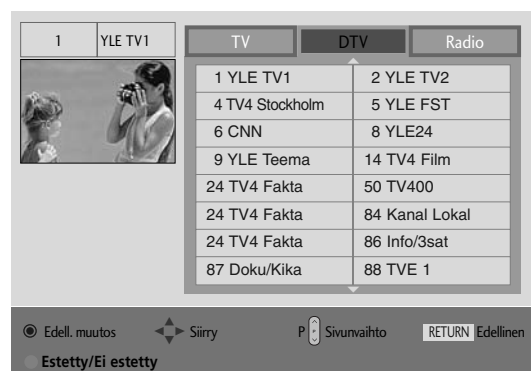 1 YLE TV1
TV DTV Radio
1 YLE TV1 2 YLE TV2
4 TV4 Stockholm 5 YLE FST
6 CNN 8 YLE24
9 YLE Teema 14 TV4 Film
24 TV4 Fakta 50 TV400
24 TV4 Fakta 84 Kanal Lokal
24 TV4 Fakta 86 Info/3sat
87 Doku/Kika 88 TVE 1
Edell. muutos Siirry P P Sivunvaihto RETURN Edellinen
Estetty/Ei estetty